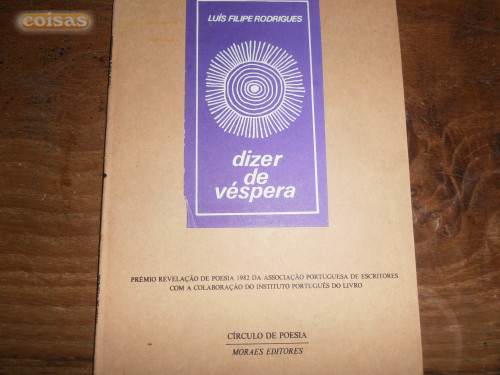 coisas
LUÍS FILIPE RODRIGUES
dizer
de
véspera
PRÉMIO REVELAÇÃO DE POESIA 1982 DA ASSOCIAÇÃO PORTUGUESA DE ESCRITORES
COM A COLABORAÇÃO DO INSTITUTO PORTUGUÊS DO LIVRO
CÍRCULO DE POESIA
MORAES EDITORES